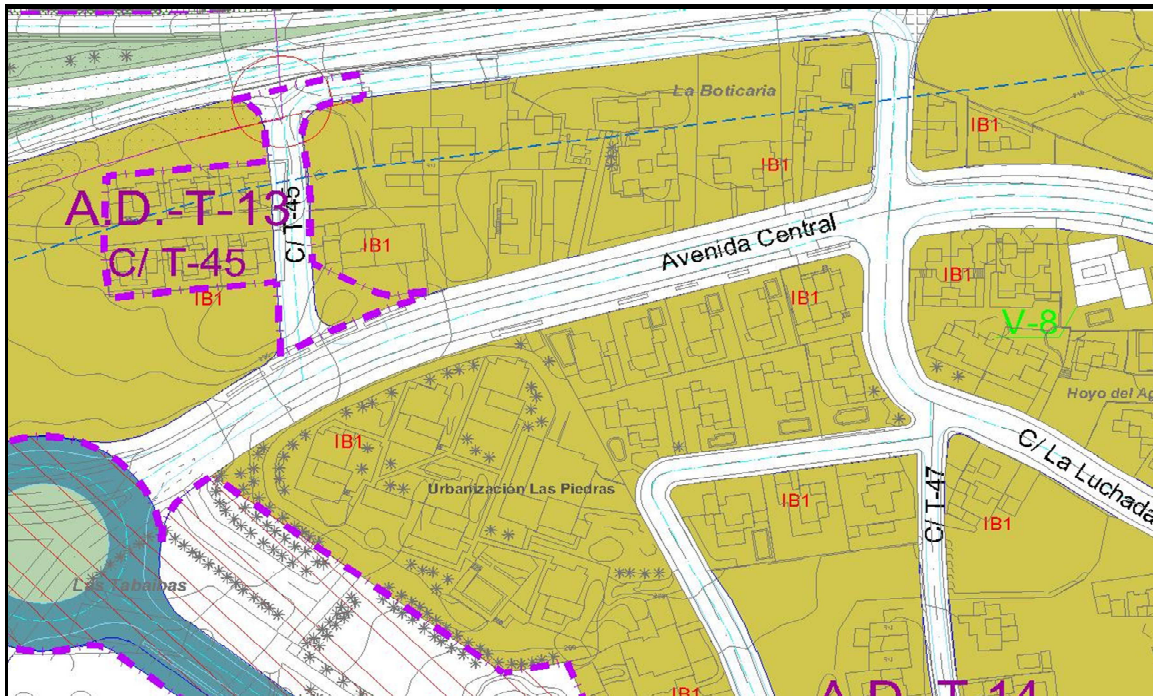 La Boticaria
IB1
IB1
A.D.-T-13
C/ T-45
C/ T-45
IB1
IB1
Avenida Central
IB1
IB1
V-8
Hoyo del Ag
IB1
Urbanización Las Piedras
C/ La Luchada
IB1
C/ T-47
IB1
Las Tabaibas
IB1
A.D.-T-14